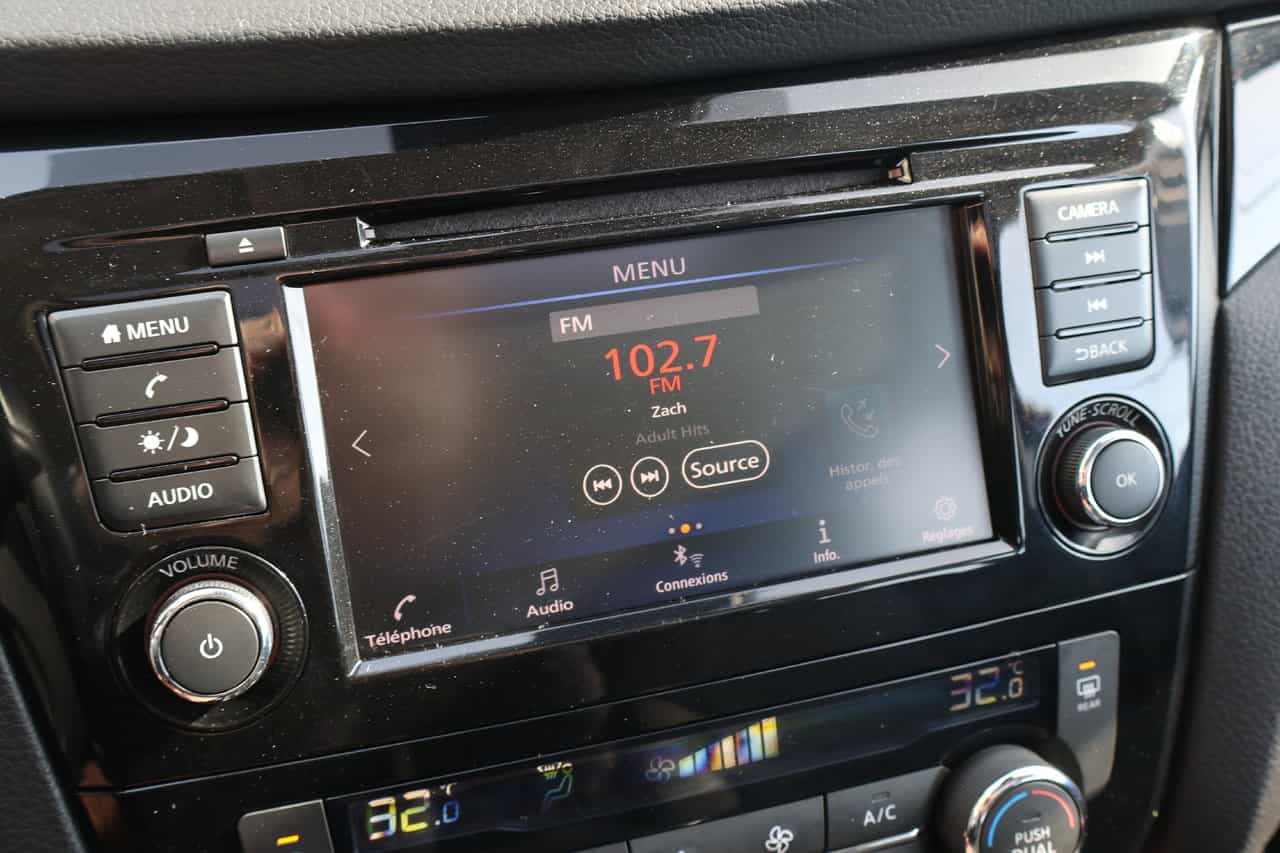 MENU
AUDIO
VOLUME
MENU
FM
102.7
FM
Zach
Adult Hits
Source
Histor. des
appels
Téléphone
Audio
Connexions
Info.
Réglages
CAMERA
BACK
TUNE-SCROLL
OK
32.0 °C
32.0 °C
REAR
A/C
PUSH
DUAL